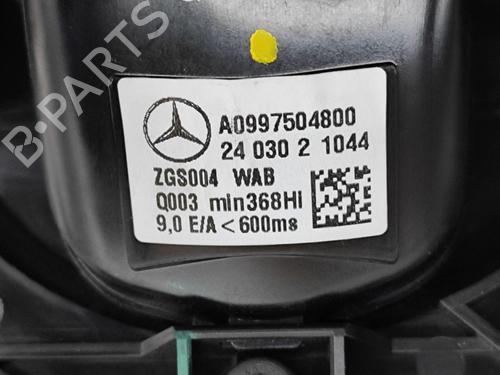 B-PARTS
A0997504800
24 030 2 1044
ZGS004 WAB
Q003 min368Hl
9,0 E/A < 600ms